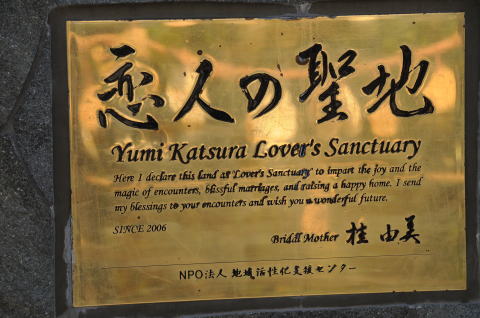 恋人の聖地
Yumi Katsura Lover's Sanctuary
Here I declare this land at "Lover's Sanctuary" to impart the joy and the
magic of encounters, blissful marriages, and raising a happy home. I send
my blessings to your encounters and wish you a wonderful future.
SINCE 2006
Bridal Mother 桂 由美
NPO法人 地域活性化支援センター